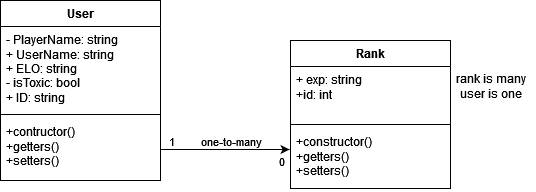 User
- PlayerName: string
+ UserName: string
+ ELO: string
- isToxic: bool
+ ID: string
+contructor()
+getters()
+setters()
1
one-to-many
0
Rank
+ exp: string
+id: int
+constructor()
+getters()
+setters()
rank is many
user is one